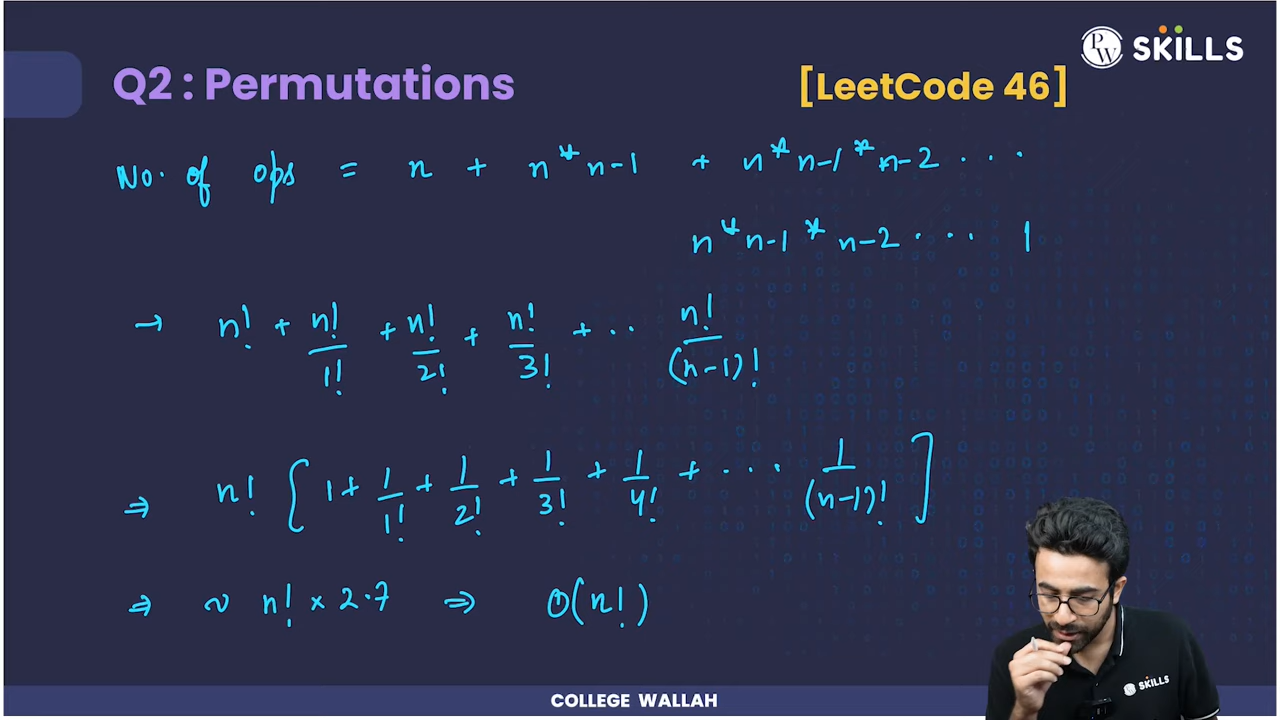 PW SKILLS
Q2 : Permutations [LeetCode 46]
No. of ops = n + n * n-1 + n * n-1 * n-2 ...
n * n-1 * n-2 ... 1
→ n! + n!/1! + n!/2! + n!/3! + ... n!/(n-1)!
⇒ n! [1 + 1/1! + 1/2! + 1/3! + 1/4! + ... 1/(n-1)!]
⇒ ~ n! × 2.7 ⇒ O(n!)
PW SKILLS
COLLEGE WALLAH